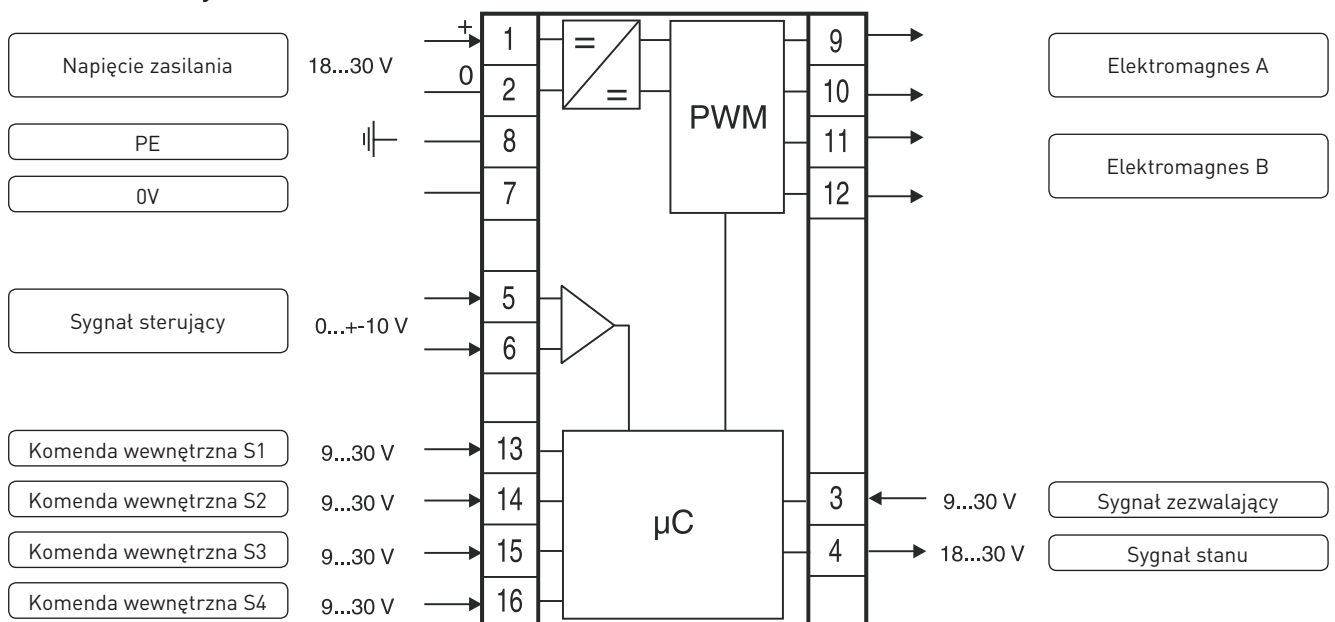 +
1
=
9
Napięcie zasilania
18...30 V
Elektromagnes A
0
2
=
10
PWM
PE
8
11
Elektromagnes B
0V
7
12
5
Sygnał sterujący
0...+-10 V
6
Komenda wewnętrzna S1
9...30 V
13
Komenda wewnętrzna S2
9...30 V
14
3
9...30 V
Sygnał zezwalający
µC
Komenda wewnętrzna S3
9...30 V
15
4
18...30 V
Sygnał stanu
Komenda wewnętrzna S4
9...30 V
16